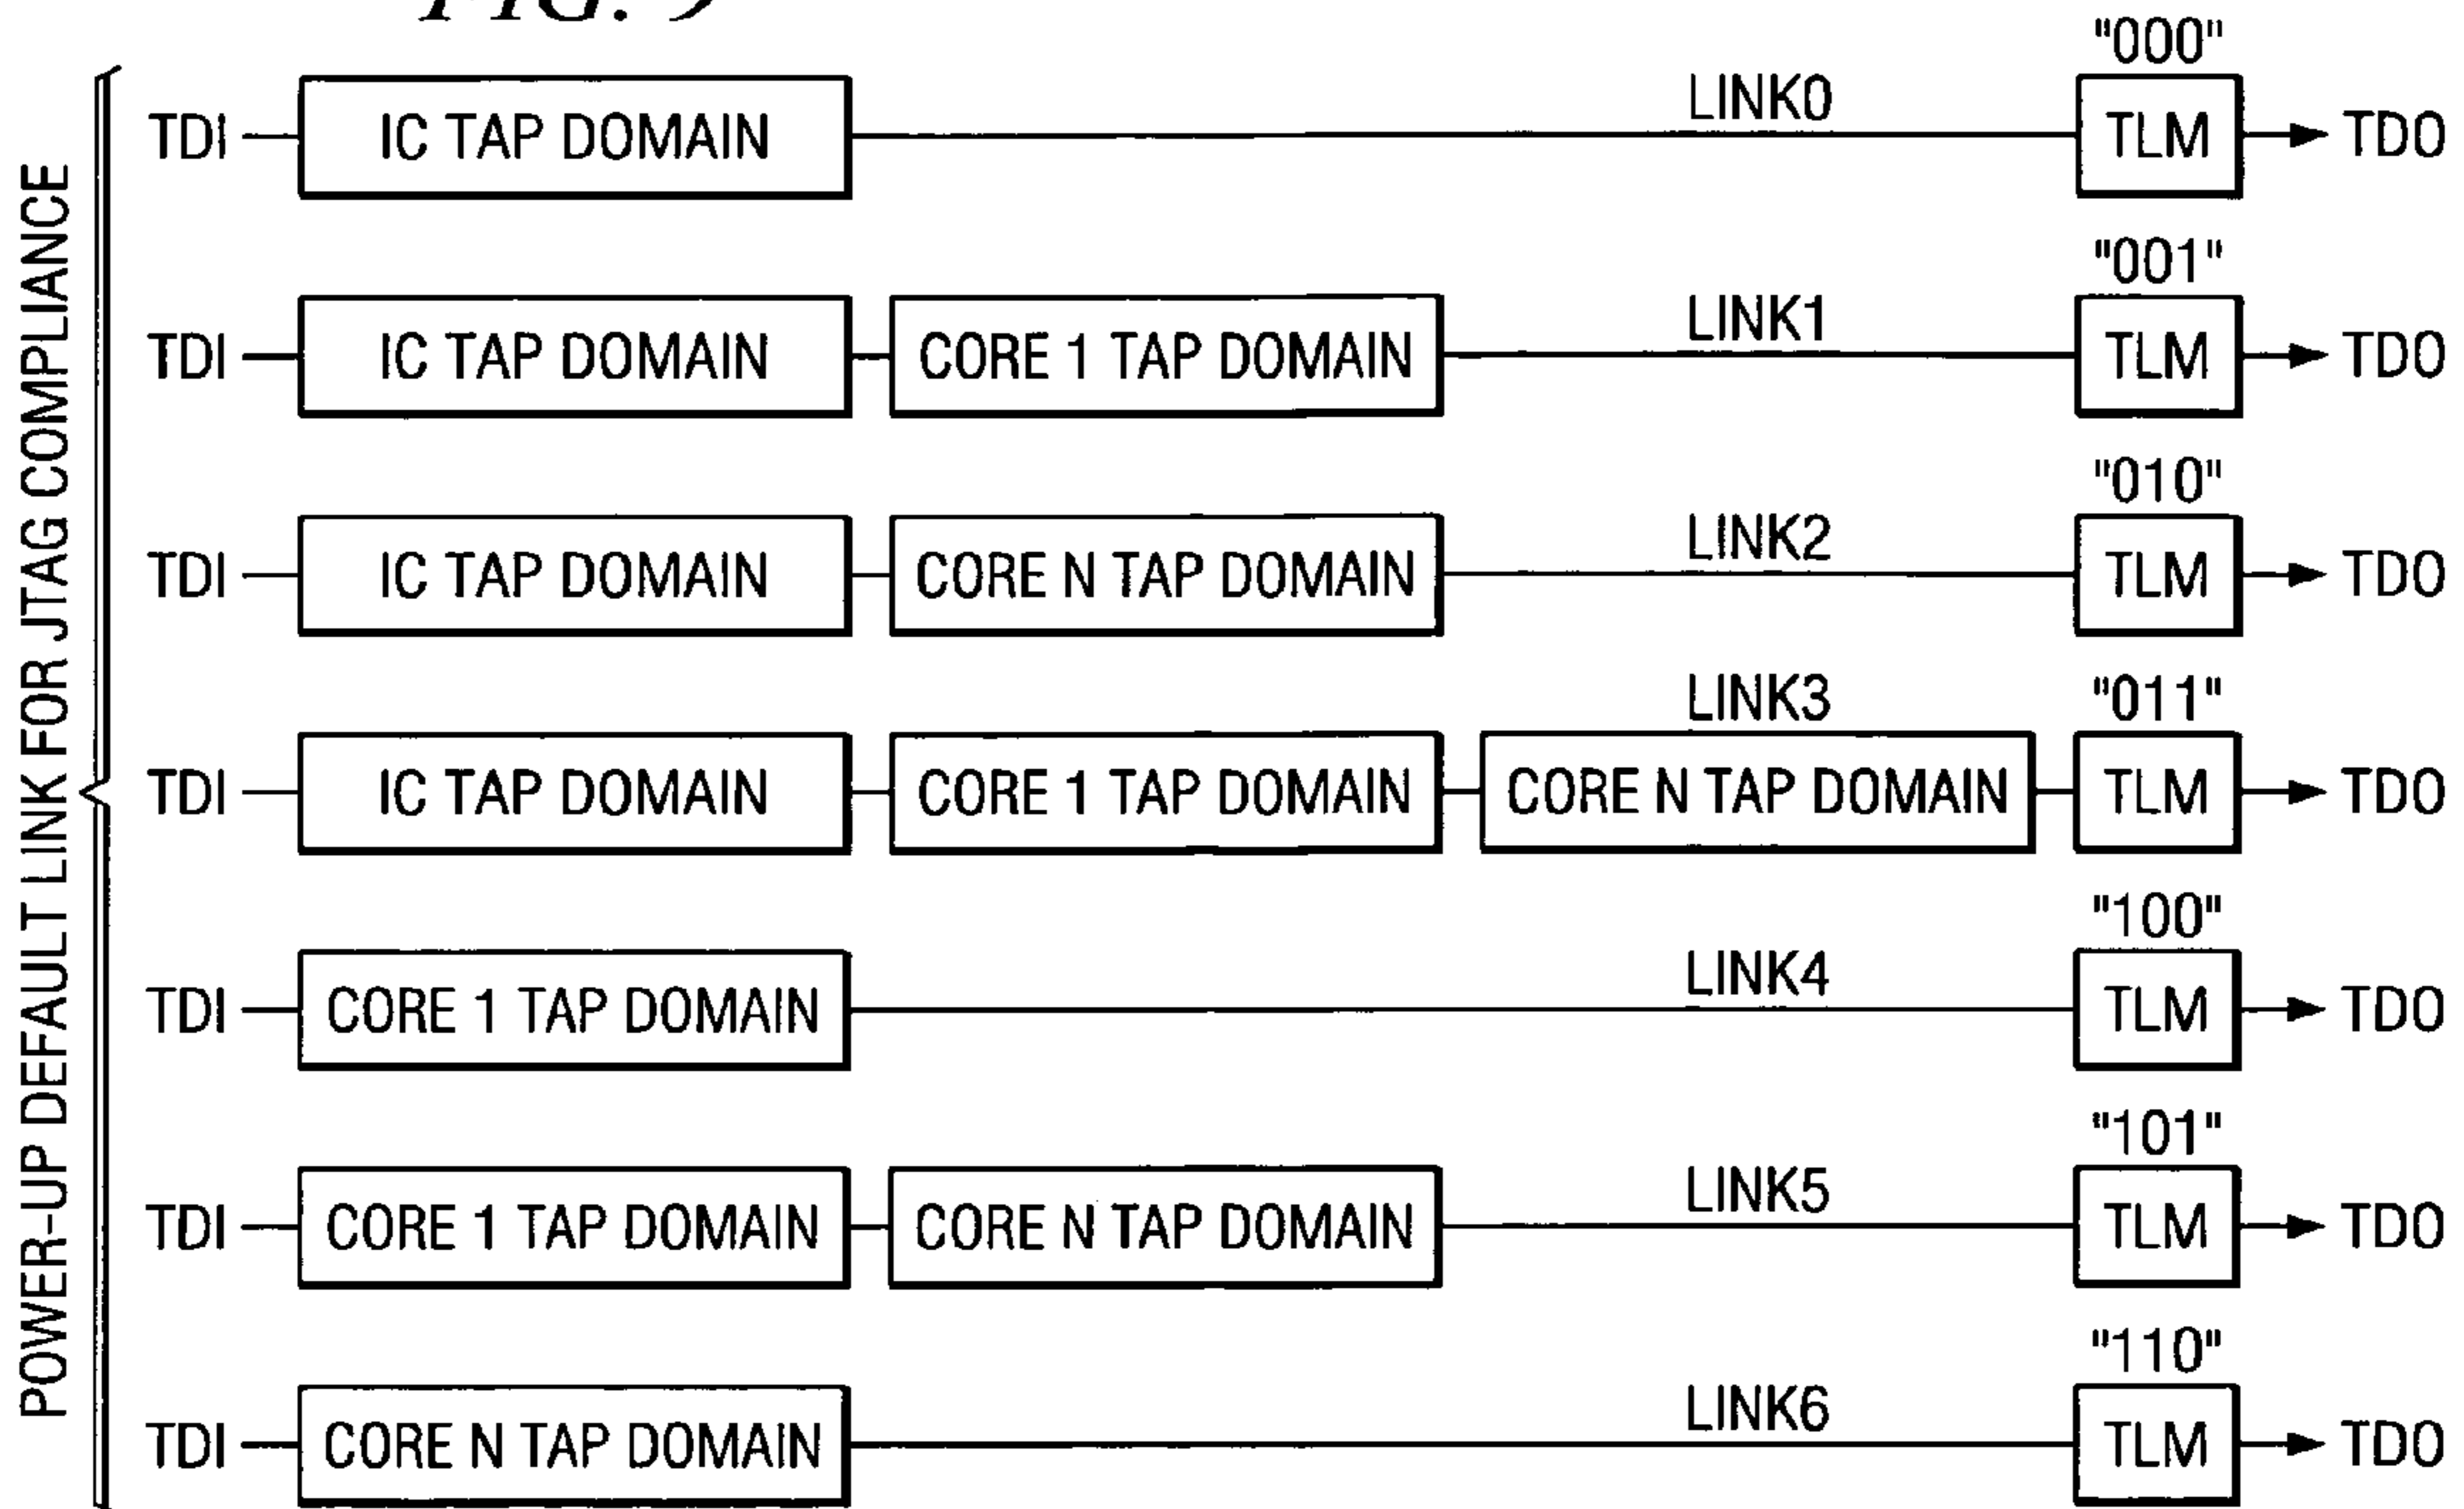 FIG. 9
POWER-UP DEFAULT LINK FOR JTAG COMPLIANCE
"000"
TDI IC TAP DOMAIN LINK0 TLM TDO
"001"
TDI IC TAP DOMAIN CORE 1 TAP DOMAIN LINK1 TLM TDO
"010"
TDI IC TAP DOMAIN CORE N TAP DOMAIN LINK2 TLM TDO
LINK3 "011"
TDI IC TAP DOMAIN CORE 1 TAP DOMAIN CORE N TAP DOMAIN TLM TDO
"100"
TDI CORE 1 TAP DOMAIN LINK4 TLM TDO
"101"
TDI CORE 1 TAP DOMAIN CORE N TAP DOMAIN LINK5 TLM TDO
"110"
TDI CORE N TAP DOMAIN LINK6 TLM TDO